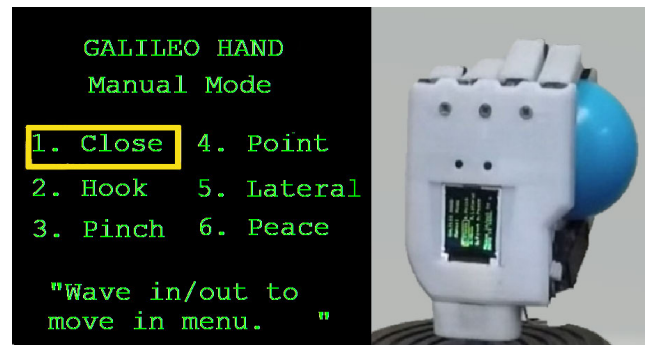 GALILEO HAND
Manual Mode
1. Close 4. Point
2. Hook 5. Lateral
3. Pinch 6. Peace
"Wave in/out to
move in menu. "